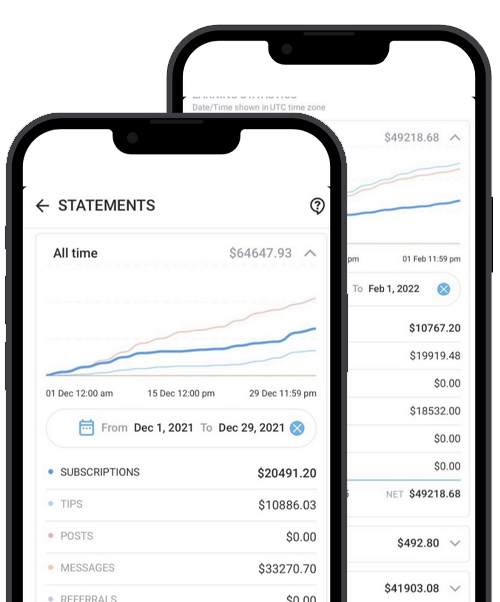 EARNING STATISTICS
Date/Time shown in UTC time zone
$49218.68
pm 01 Feb 11:59 pm
To Feb 1, 2022
$10767.20
$19919.48
$0.00
$18532.00
$0.00
$0.00
NET $49218.68
$492.80
$41903.08
STATEMENTS
All time $64647.93
01 Dec 12:00 am 15 Dec 12:00 pm 29 Dec 11:59 pm
From Dec 1, 2021 To Dec 29, 2021
SUBSCRIPTIONS $20491.20
TIPS $10886.03
POSTS $0.00
MESSAGES $33270.70
REFERRALS $0.00